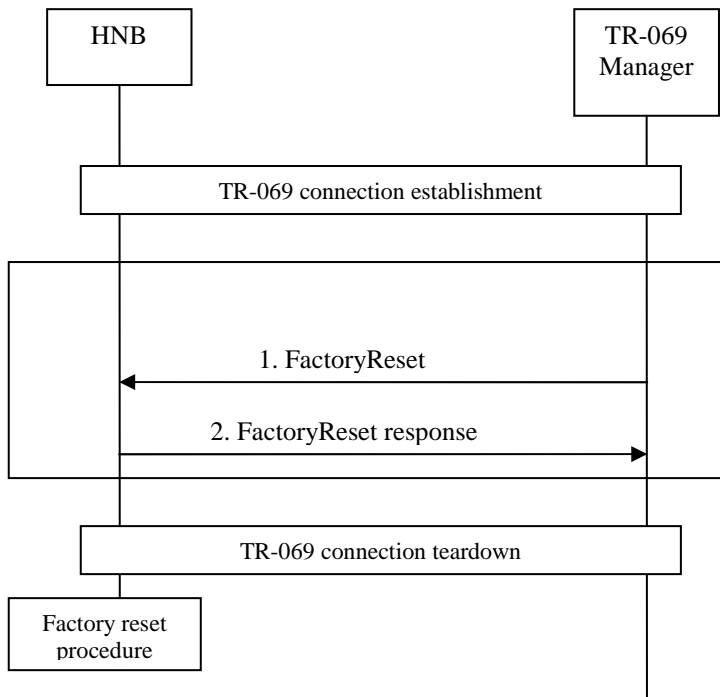 HNB
TR-069
Manager
TR-069 connection establishment
1. FactoryReset
2. FactoryReset response
TR-069 connection teardown
Factory reset
procedure